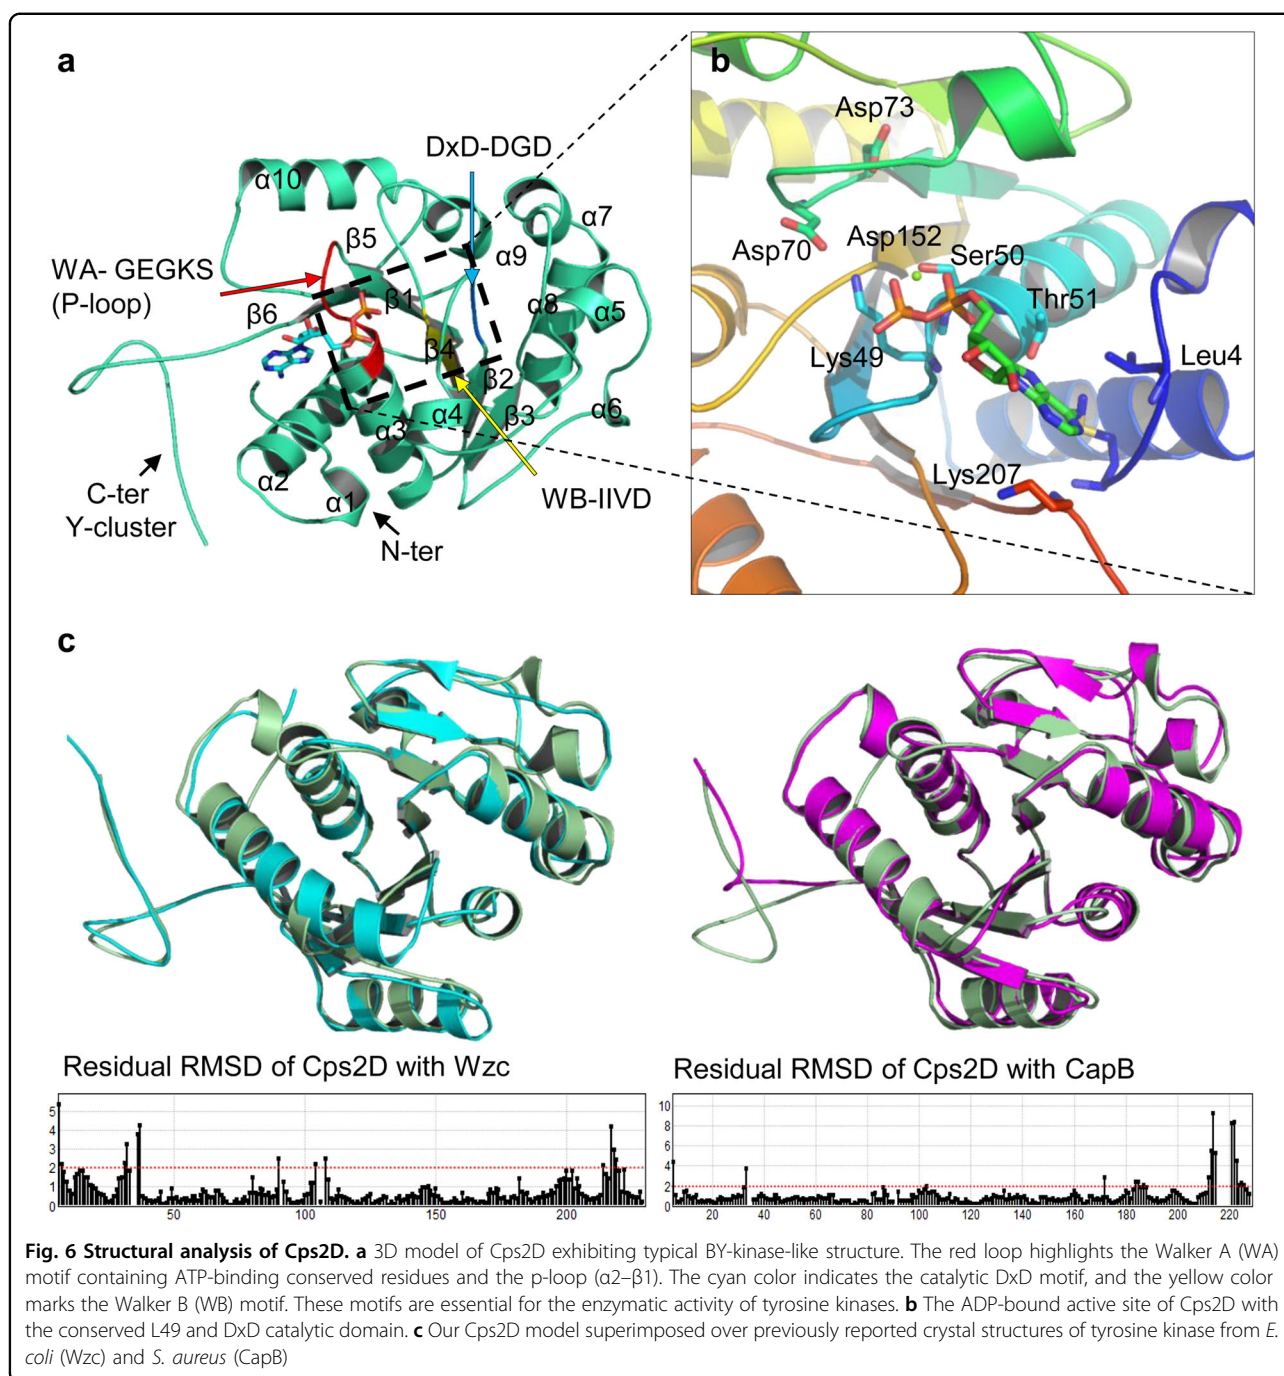 a
α10
DxD-DGD
α7
β5
WA- GEGKS
(P-loop)
α9
β1
β6
α8
α5
β4
β2
α4
β3
α3
α6
α2
α1
C-ter
Y-cluster
N-ter
WB-IIVD
b
Asp73
Asp70
Asp152
Ser50
Thr51
Lys49
Leu4
Lys207
c
Residual RMSD of Cps2D with Wzc
5
4
3
2
1
0
50 100 150 200
Residual RMSD of Cps2D with CapB
10
8
6
4
2
0
20 40 60 80 100 120 140 160 180 200 220
Fig. 6 Structural analysis of Cps2D. a 3D model of Cps2D exhibiting typical BY-kinase-like structure. The red loop highlights the Walker A (WA)
motif containing ATP-binding conserved residues and the p-loop (α2–β1). The cyan color indicates the catalytic DxD motif, and the yellow color
marks the Walker B (WB) motif. These motifs are essential for the enzymatic activity of tyrosine kinases. b The ADP-bound active site of Cps2D with
the conserved L49 and DxD catalytic domain. c Our Cps2D model superimposed over previously reported crystal structures of tyrosine kinase from E.
coli (Wzc) and S. aureus (CapB)